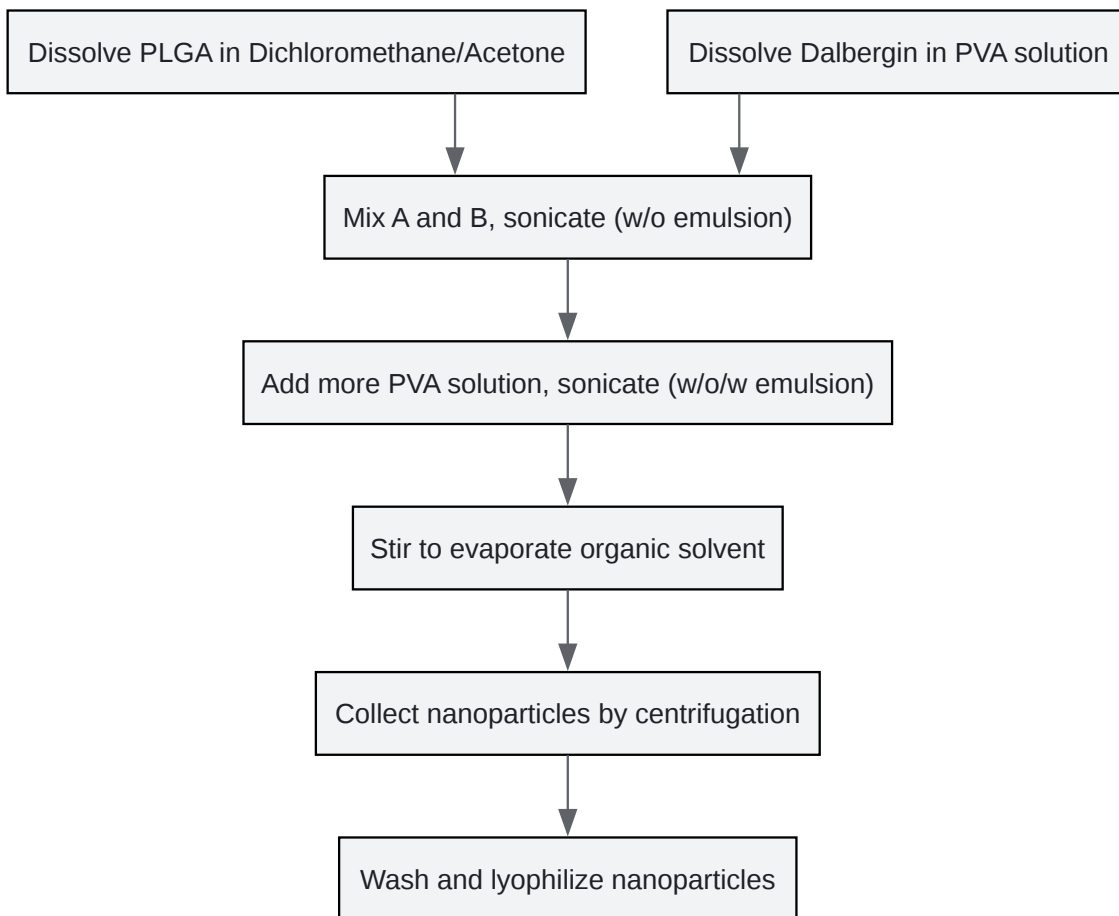 Dissolve PLGA in Dichloromethane/Acetone
Dissolve Dalbergin in PVA solution
Mix A and B, sonicate (w/o emulsion)
Add more PVA solution, sonicate (w/o/w emulsion)
Stir to evaporate organic solvent
Collect nanoparticles by centrifugation
Wash and lyophilize nanoparticles